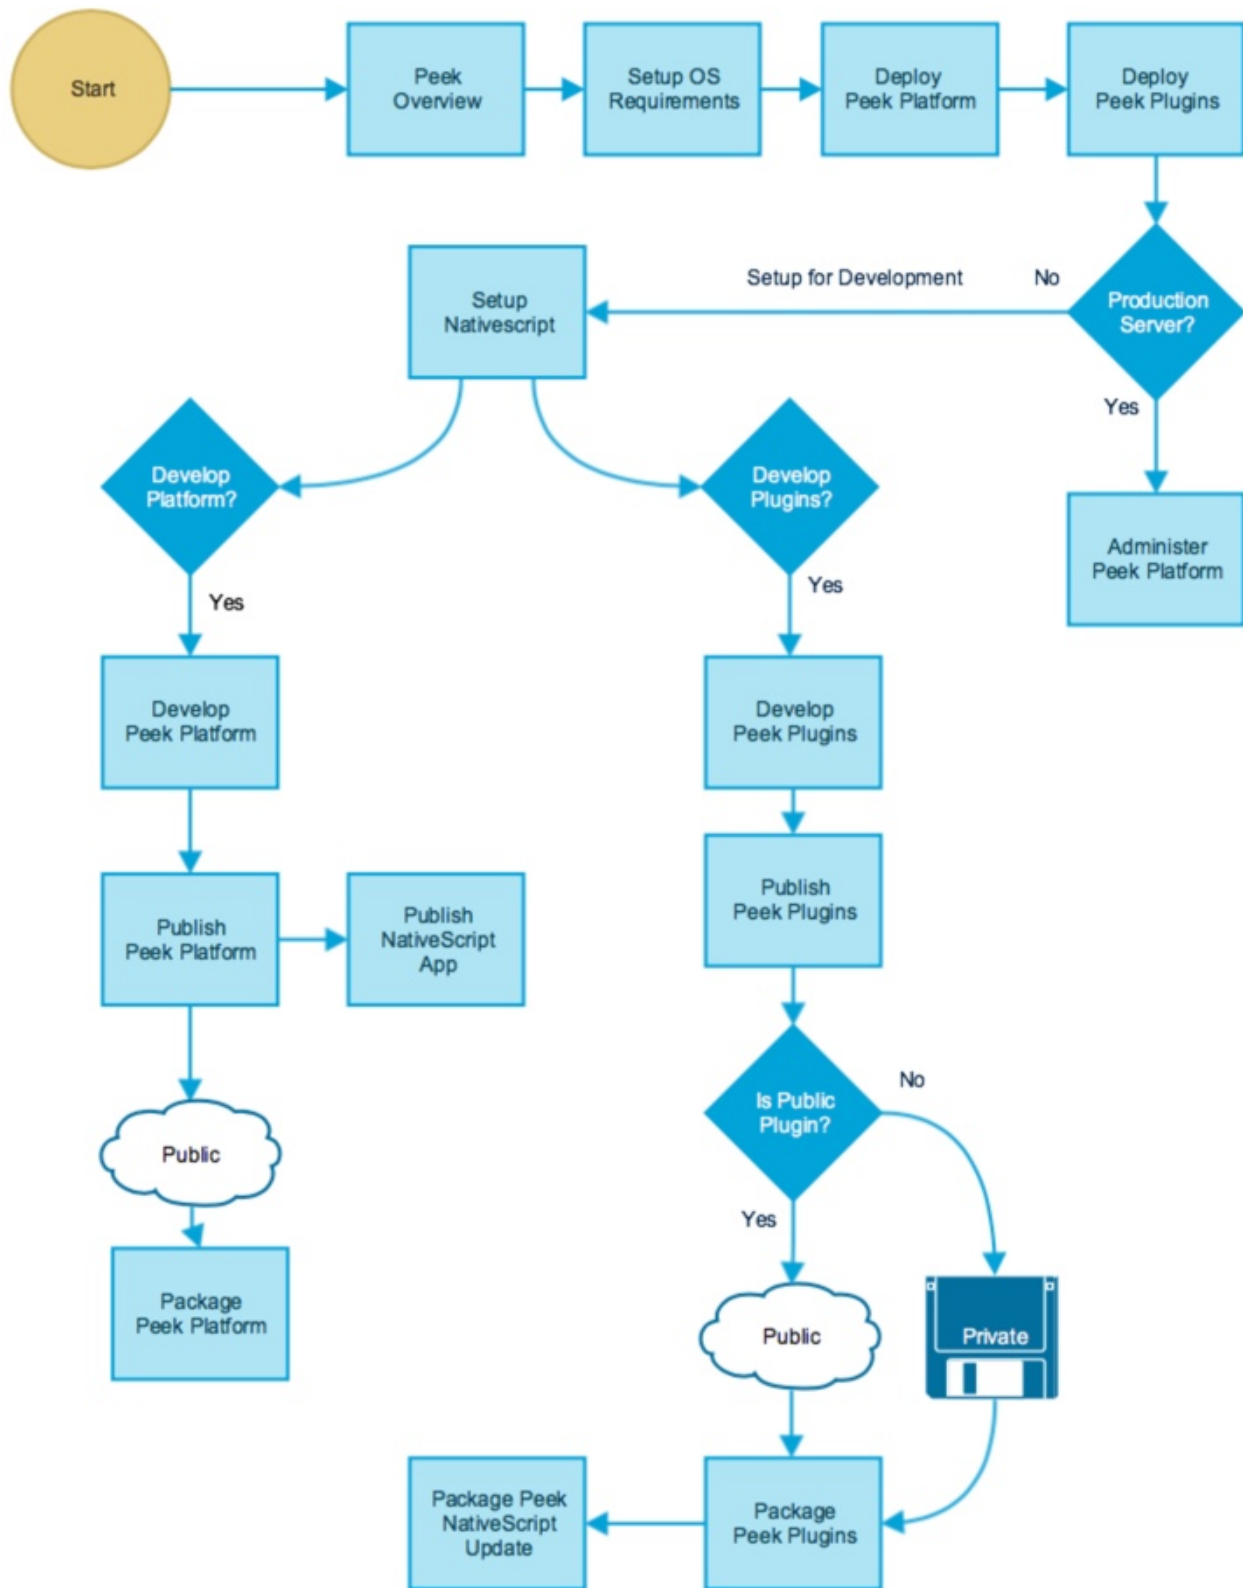 Start
Peek
Overview
Setup OS
Requirements
Deploy
Peek Platform
Deploy
Peek Plugins
Setup
Nativescript
Setup for Development
No
Production
Server?
Yes
Develop
Platform?
Develop
Plugins?
Administer
Peek Platform
Yes
Yes
Develop
Peek Platform
Develop
Peek Plugins
Publish
Peek Platform
Publish
NativeScript
App
Publish
Peek Plugins
Is Public
Plugin?
No
Public
Yes
Package
Peek Platform
Public
Private
Package Peek
NativeScript
Update
Package
Peek Plugins